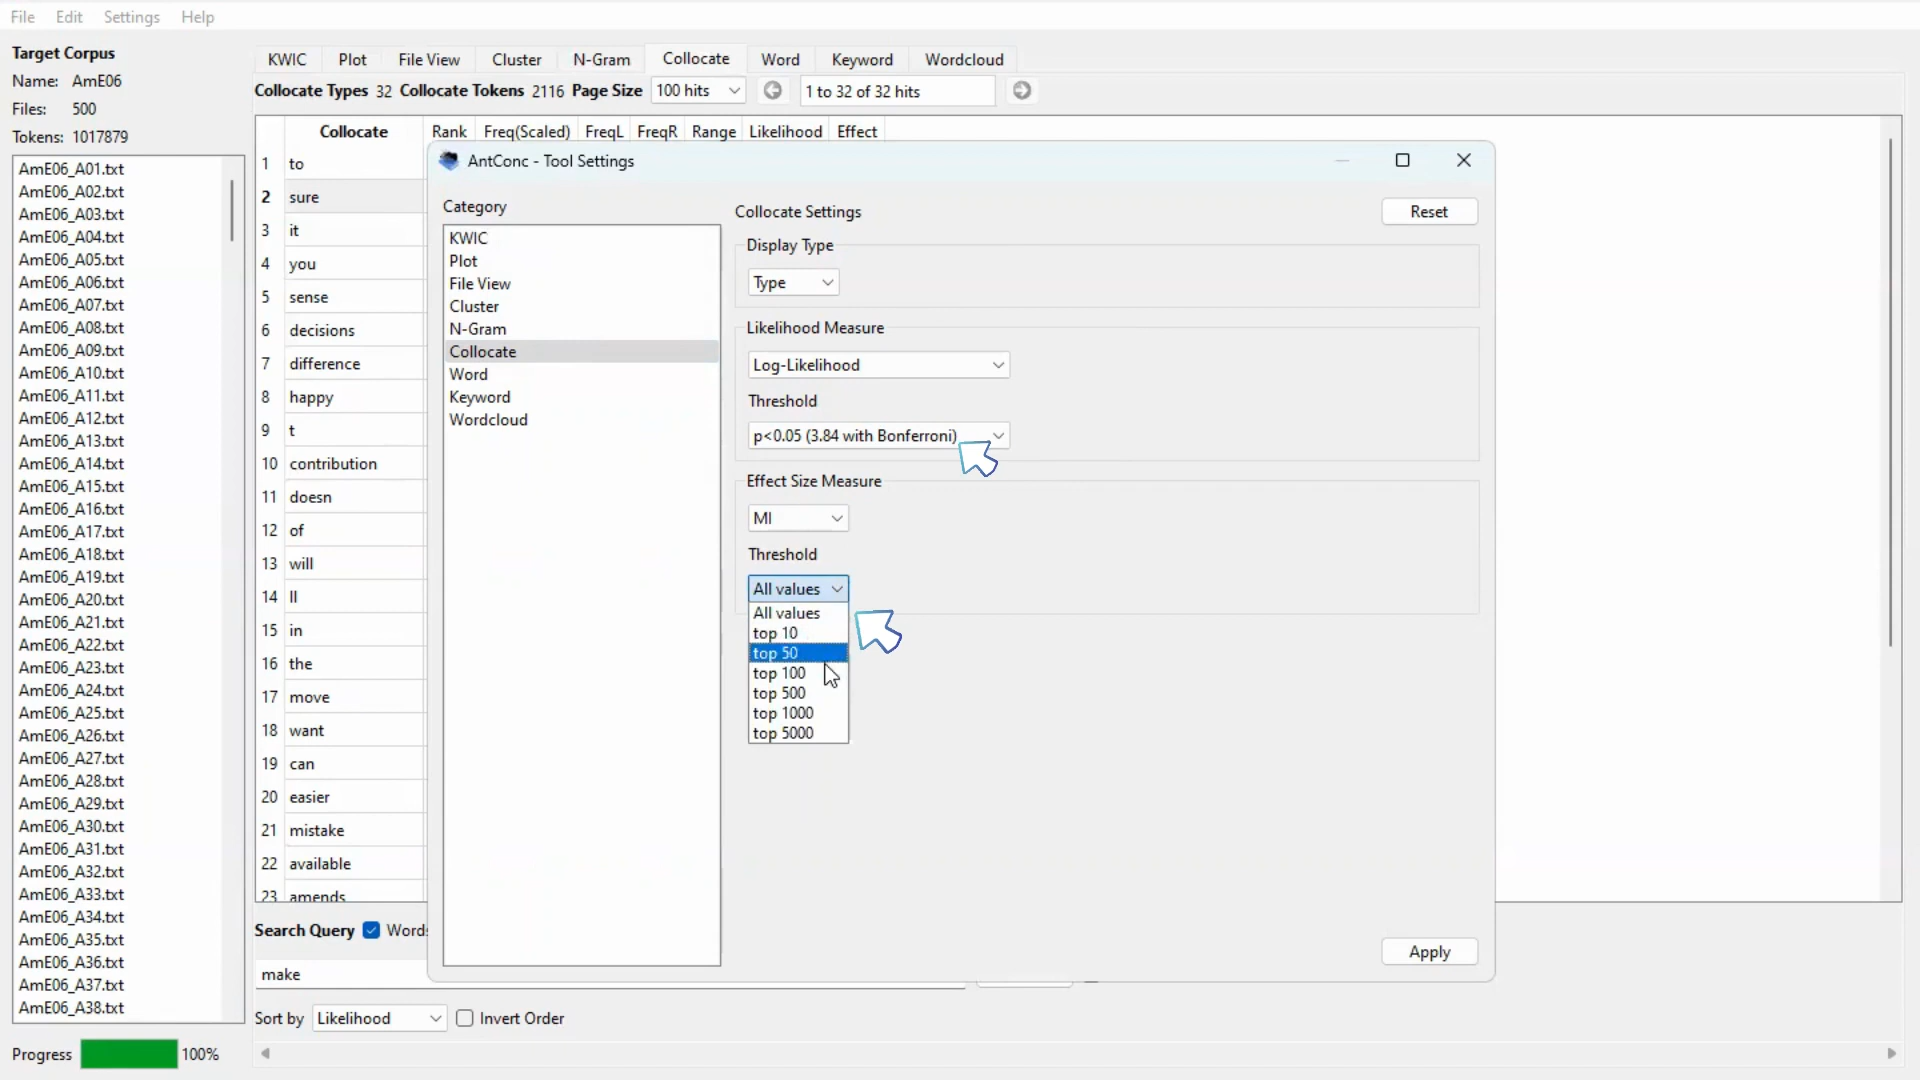 File Edit Settings Help
Target Corpus
Name: AmE06
Files: 500
Tokens: 1017879
AmE06_A01.txt
AmE06_A02.txt
AmE06_A03.txt
AmE06_A04.txt
AmE06_A05.txt
AmE06_A06.txt
AmE06_A07.txt
AmE06_A08.txt
AmE06_A09.txt
AmE06_A10.txt
AmE06_A11.txt
AmE06_A12.txt
AmE06_A13.txt
AmE06_A14.txt
AmE06_A15.txt
AmE06_A16.txt
AmE06_A17.txt
AmE06_A18.txt
AmE06_A19.txt
AmE06_A20.txt
AmE06_A21.txt
AmE06_A22.txt
AmE06_A23.txt
AmE06_A24.txt
AmE06_A25.txt
AmE06_A26.txt
AmE06_A27.txt
AmE06_A28.txt
AmE06_A29.txt
AmE06_A30.txt
AmE06_A31.txt
AmE06_A32.txt
AmE06_A33.txt
AmE06_A34.txt
AmE06_A35.txt
AmE06_A36.txt
AmE06_A37.txt
AmE06_A38.txt
Progress 100%
KWIC Plot File View Cluster N-Gram Collocate Word Keyword Wordcloud
Collocate Types 32 Collocate Tokens 2116 Page Size 100 hits 1 to 32 of 32 hits
Collocate Rank Freq(Scaled) FreqL FreqR Range Likelihood Effect
1 to
2 sure
3 it
4 you
5 sense
6 decisions
7 difference
8 happy
9 t
10 contribution
11 doesn
12 of
13 will
14 ll
15 in
16 the
17 move
18 want
19 can
20 easier
21 mistake
22 available
23 amends
Search Query Words
make
Sort by Likelihood Invert Order
AntConc - Tool Settings
Category
KWIC
Plot
File View
Cluster
N-Gram
Collocate
Word
Keyword
Wordcloud
Collocate Settings
Reset
Display Type
Type
Likelihood Measure
Log-Likelihood
Threshold
p<0.05 (3.84 with Bonferroni)
Effect Size Measure
MI
Threshold
All values
All values
top 10
top 50
top 100
top 500
top 1000
top 5000
Apply